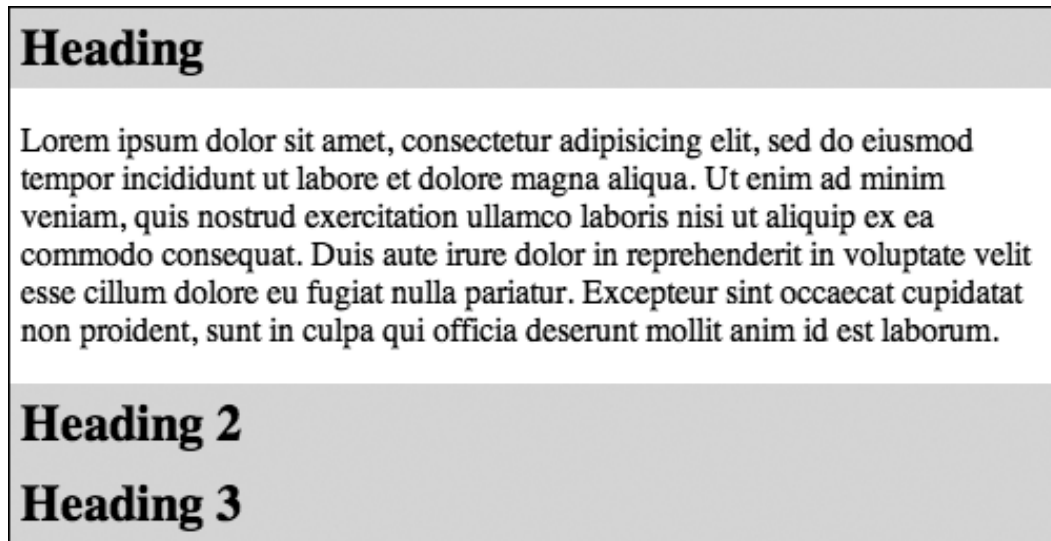 Heading
Lorem ipsum dolor sit amet, consectetur adipisicing elit, sed do eiusmod
tempor incididunt ut labore et dolore magna aliqua. Ut enim ad minim
veniam, quis nostrud exercitation ullamco laboris nisi ut aliquip ex ea
commodo consequat. Duis aute irure dolor in reprehenderit in voluptate velit
esse cillum dolore eu fugiat nulla pariatur. Excepteur sint occaecat cupidatat
non proident, sunt in culpa qui officia deserunt mollit anim id est laborum.
Heading 2
Heading 3